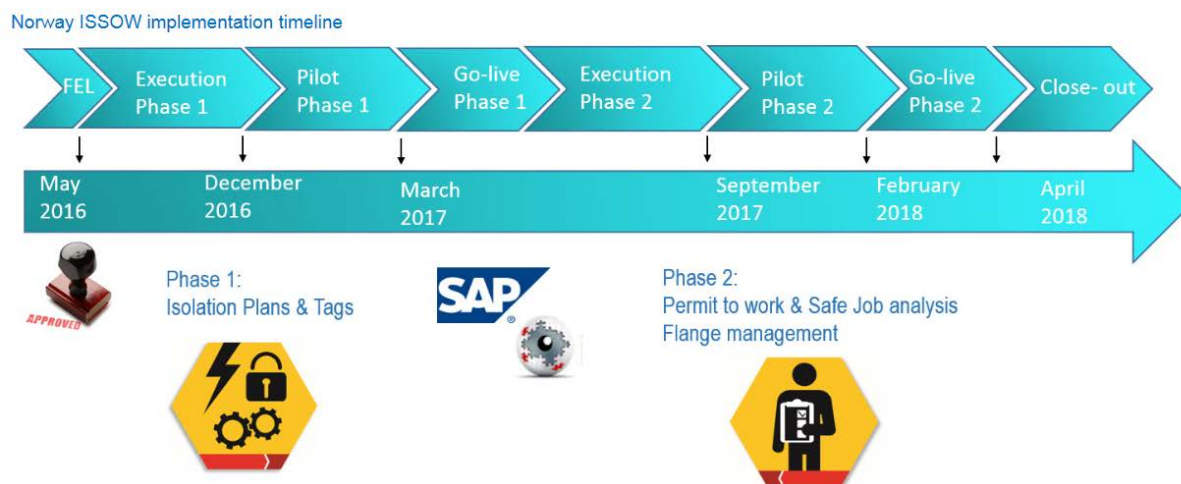 Norway ISSOW implementation timeline
FEL
Execution
Phase 1
Pilot
Phase 1
Go-live
Phase 1
Execution
Phase 2
Pilot
Phase 2
Go-live
Phase 2
Close- out
May
2016
December
2016
March
2017
September
2017
February
2018
April
2018
APPROVED
Phase 1:
Isolation Plans & Tags
SAP®
Phase 2:
Permit to work & Safe Job analysis
Flange management